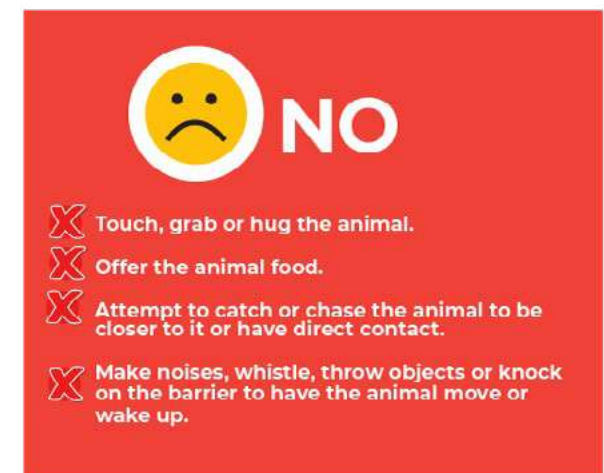 NO
Touch, grab or hug the animal.
Offer the animal food.
Attempt to catch or chase the animal to be
closer to it or have direct contact.
Make noises, whistle, throw objects or knock
on the barrier to have the animal move or
wake up.